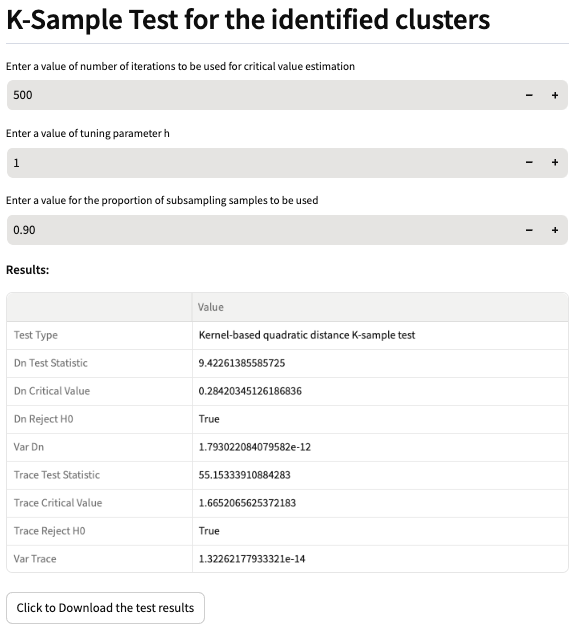 K-Sample Test for the identified clusters
Enter a value of number of iterations to be used for critical value estimation
500 − +
Enter a value of tuning parameter h
1 − +
Enter a value for the proportion of subsampling samples to be used
0.90 − +
Results:
Value
Test Type Kernel-based quadratic distance K-sample test
Dn Test Statistic 9.42261385585725
Dn Critical Value 0.28420345126186836
Dn Reject H0 True
Var Dn 1.793022084079582e-12
Trace Test Statistic 55.15333910884283
Trace Critical Value 1.6652065625372183
Trace Reject H0 True
Var Trace 1.32262177933321e-14
Click to Download the test results